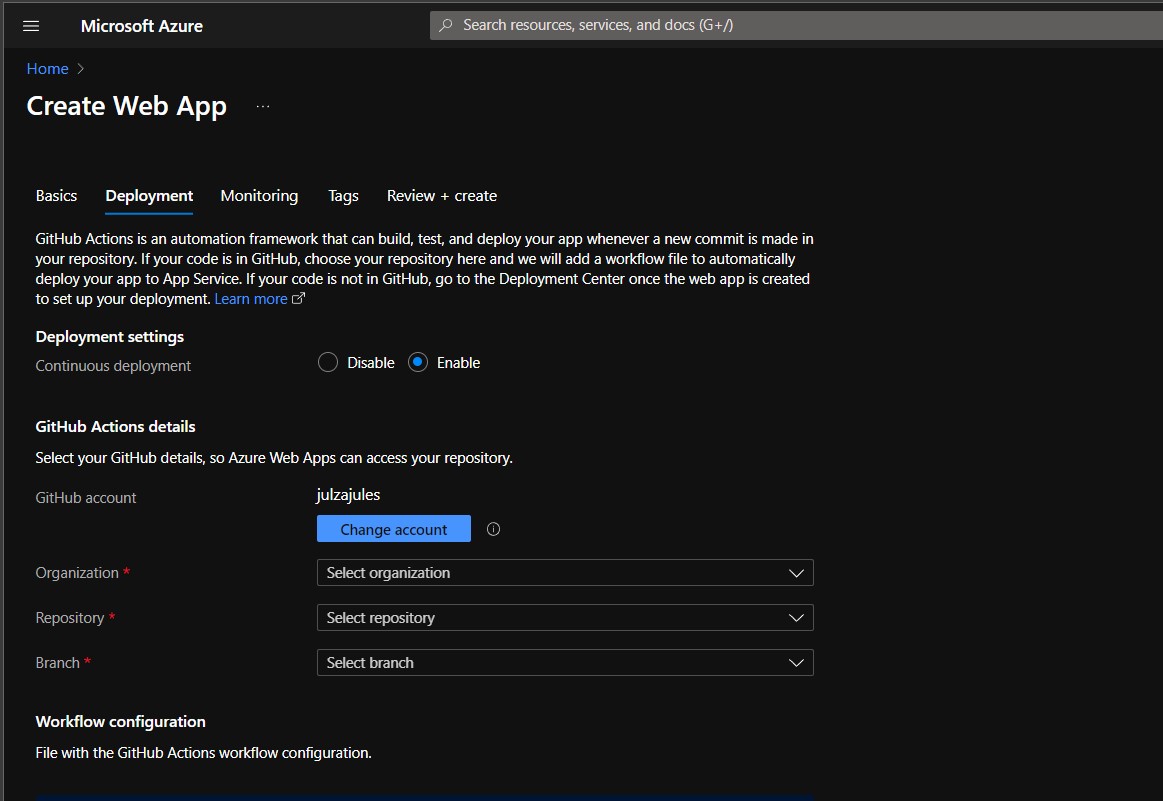 Microsoft Azure
Search resources, services, and docs (G+/)
Home
Create Web App
...
Basics Deployment Monitoring Tags Review + create
GitHub Actions is an automation framework that can build, test, and deploy your app whenever a new commit is made in
your repository. If your code is in GitHub, choose your repository here and we will add a workflow file to automatically
deploy your app to App Service. If your code is not in GitHub, go to the Deployment Center once the web app is created
to set up your deployment. Learn more
Deployment settings
Continuous deployment Disable Enable
GitHub Actions details
Select your GitHub details, so Azure Web Apps can access your repository.
GitHub account julzajules
Change account
Organization * Select organization
Repository * Select repository
Branch * Select branch
Workflow configuration
File with the GitHub Actions workflow configuration.